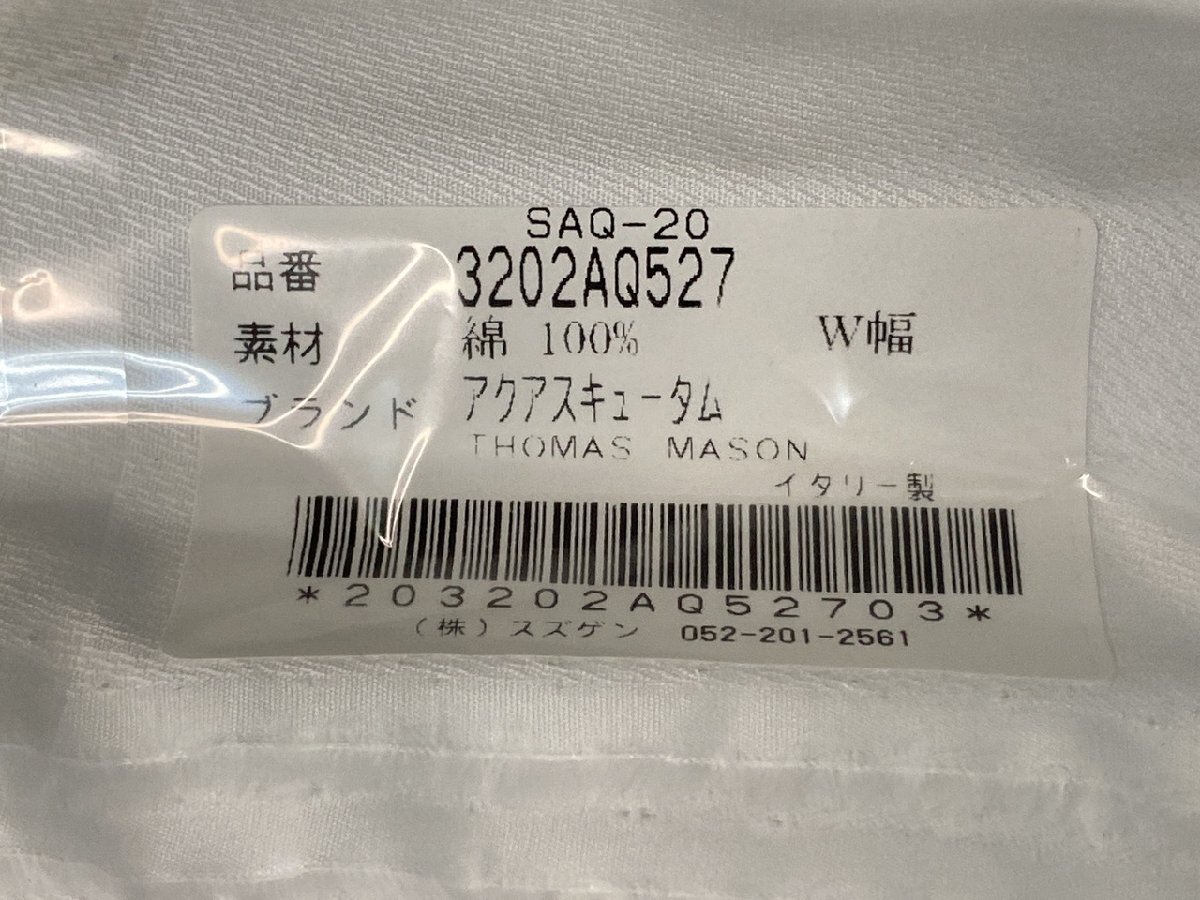 SAQ-20
品番 3202AQ527
素材 綿 100% W幅
ブランド アクアスキュータム
THOMAS MASON
イタリー製
*203202AQ52703*
(株)スズゲン 052-201-2561